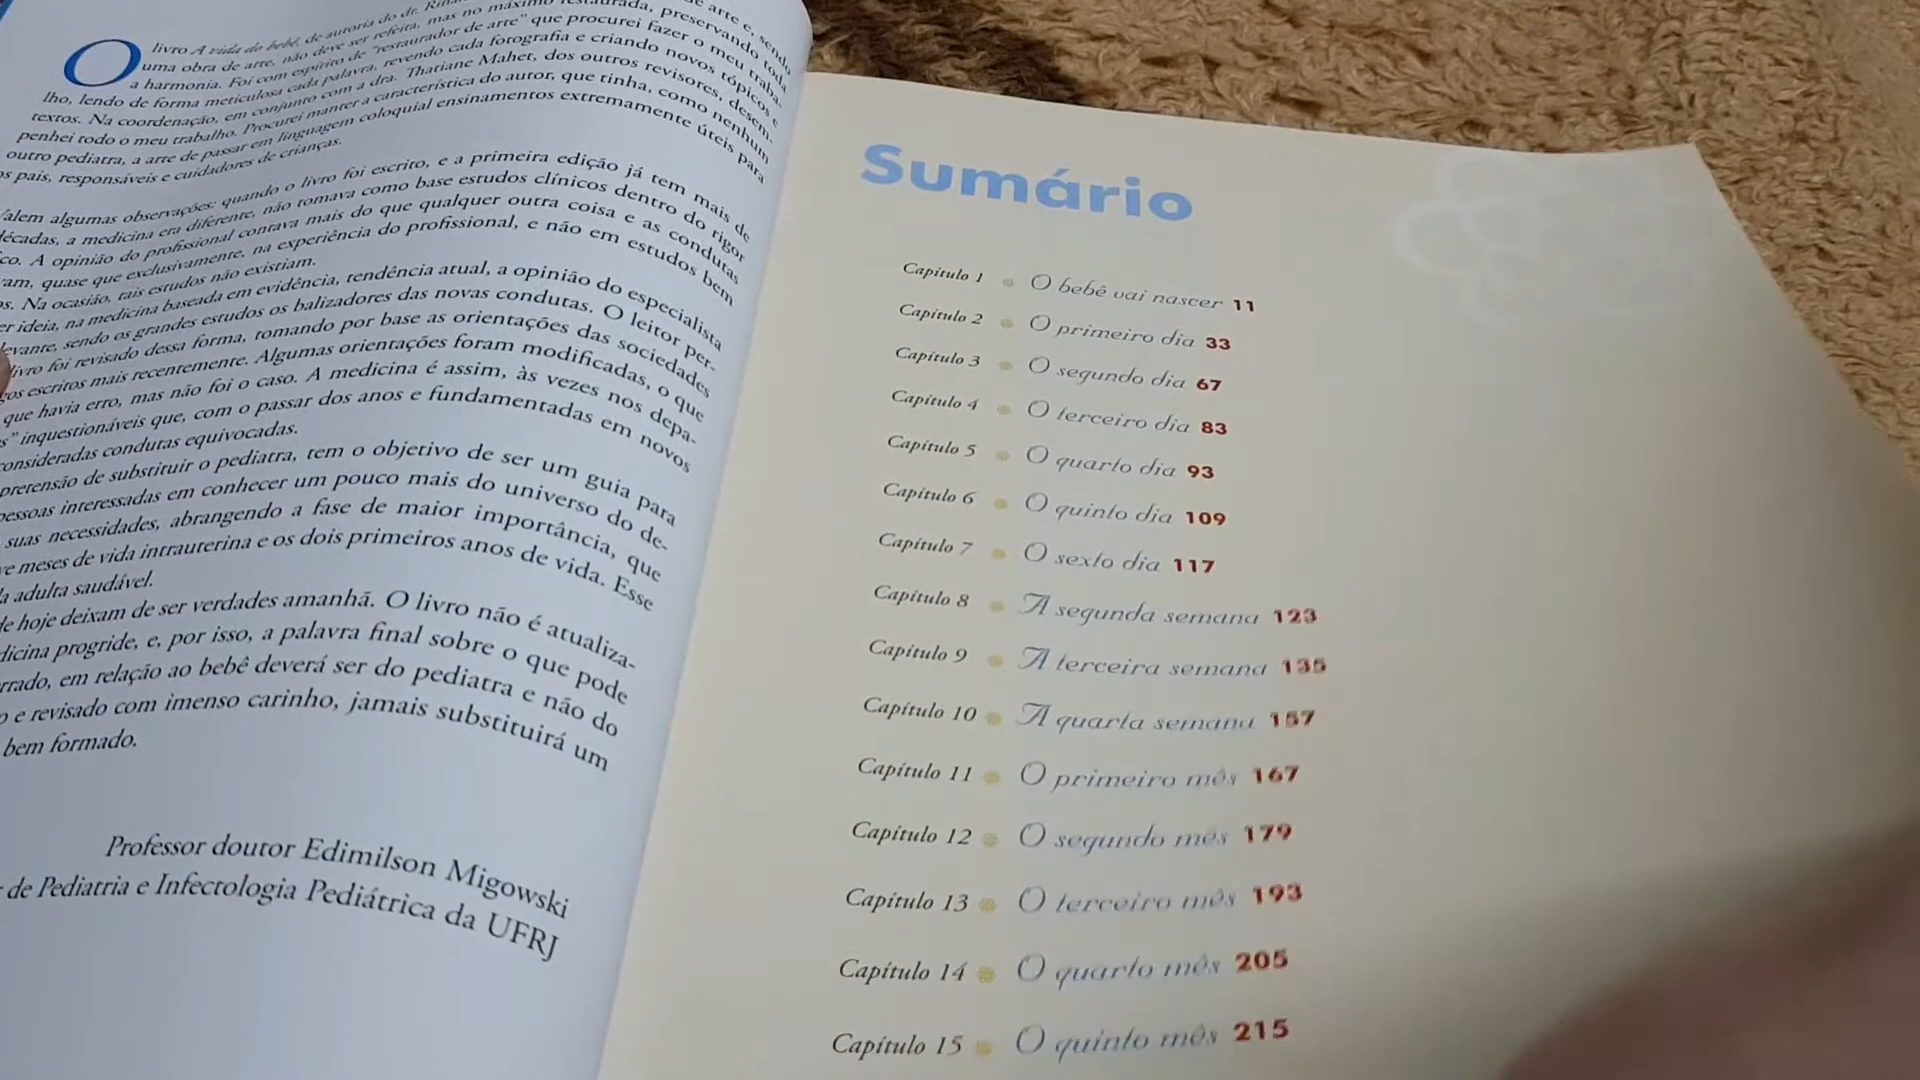 de arte e, sendo
livro A vida do bebê, de autoria do dr.
O uma obra de arte, não deve ser refeita, mas no máximo restaurada, preservando toda
a harmonia. Foi com espírito de "restaurador de arte" que procurei fazer o meu traba-
lho, lendo de forma meticulosa cada palavra, revendo cada fotografia e criando novos tópicos e
textos. Na coordenação, em conjunto com a dra. Thatiane Mahet, dos outros revisores, desem-
penhei todo o meu trabalho. Procurei manter a característica do autor, que tinha, como nenhum
outro pediatra, a arte de passar em linguagem coloquial ensinamentos extremamente úteis para
os pais, responsáveis e cuidadores de crianças.
Valem algumas observações: quando o livro foi escrito, e a primeira edição já tem mais de
décadas, a medicina era diferente, não tomava como base estudos clínicos dentro do rigor
A opinião do profissional contava mais do que qualquer outra coisa e as condutas
quase que exclusivamente, na experiência do profissional, e não em estudos bem
Na ocasião, tais estudos não existiam.
ideia, na medicina baseada em evidência, tendência atual, a opinião do especialista
sendo os grandes estudos os balizadores das novas condutas. O leitor per-
livro foi revisado dessa forma, tomando por base as orientações das sociedades
escritos mais recentemente. Algumas orientações foram modificadas, o que
que havia erro, mas não foi o caso. A medicina é assim, às vezes nos depa-
inquestionáveis que, com o passar dos anos e fundamentadas em novos
consideradas condutas equivocadas.
pretensão de substituir o pediatra, tem o objetivo de ser um guia para
pessoas interessadas em conhecer um pouco mais do universo do de-
suas necessidades, abrangendo a fase de maior importância, que
meses de vida intrauterina e os dois primeiros anos de vida. Esse
adulta saudável.
de hoje deixam de ser verdades amanhã. O livro não é atualiza-
progride, e, por isso, a palavra final sobre o que pode
em relação ao bebê deverá ser do pediatra e não do
e revisado com imenso carinho, jamais substituirá um
bem formado.
Professor doutor Edimilson Migowski
de Pediatria e Infectologia Pediátrica da UFRJ
Sumário
Capítulo 1 O bebê vai nascer 11
Capítulo 2 O primeiro dia 33
Capítulo 3 O segundo dia 67
Capítulo 4 O terceiro dia 83
Capítulo 5 O quarto dia 93
Capítulo 6 O quinto dia 109
Capítulo 7 O sexto dia 117
Capítulo 8 A segunda semana 123
Capítulo 9 A terceira semana 135
Capítulo 10 A quarta semana 157
Capítulo 11 O primeiro mês 167
Capítulo 12 O segundo mês 179
Capítulo 13 O terceiro mês 193
Capítulo 14 O quarto mês 205
Capítulo 15 O quinto mês 215